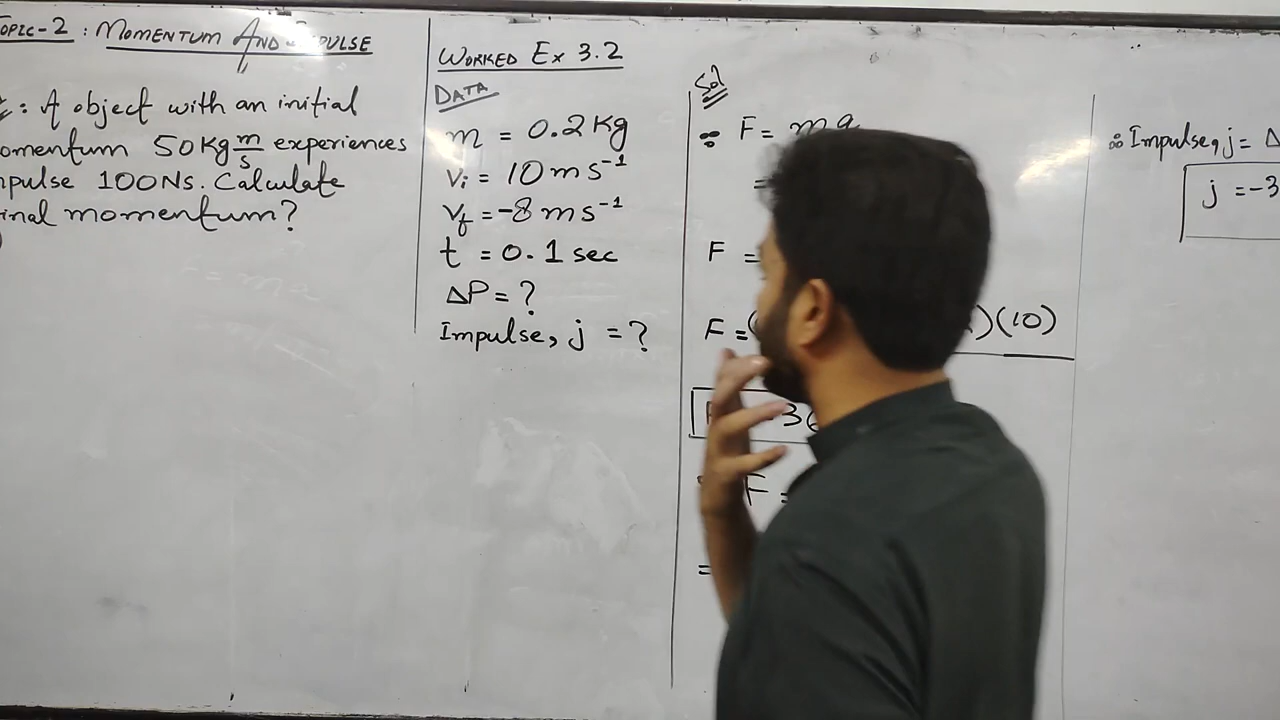 TOPIC-2 : MOMENTUM AND IMPULSE
: A object with an initial
momentum 50 Kg m/s experiences
impulse 100NS. Calculate
final momentum?
WORKED EX 3.2
DATA
m = 0.2 Kg
Vi = 10 ms⁻¹
Vf = -8 ms⁻¹
t = 0.1 sec
ΔP = ?
Impulse, j = ?
Sol
∵ F = ma
=
F =
F = ( )(10)
F =
=
∵ Impulse, j = Δ
j = -3